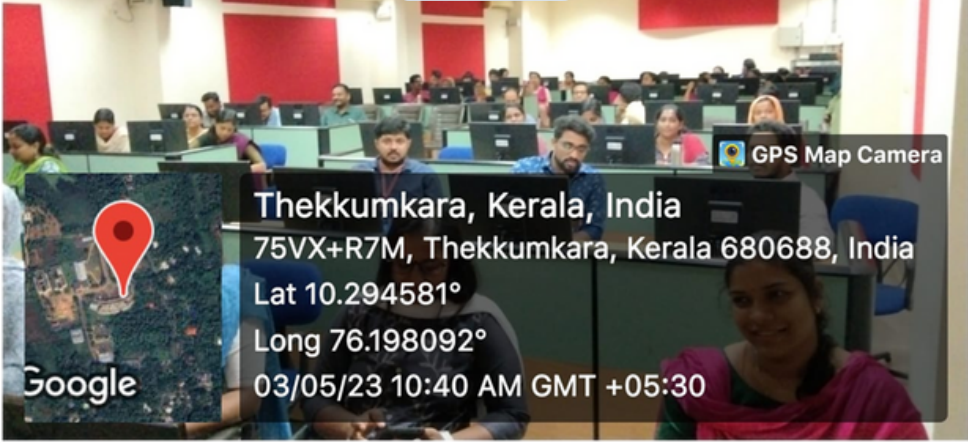 GPS Map Camera
Thekkumkara, Kerala, India
75VX+R7M, Thekkumkara, Kerala 680688, India
Lat 10.294581°
Long 76.198092°
03/05/23 10:40 AM GMT +05:30
Google